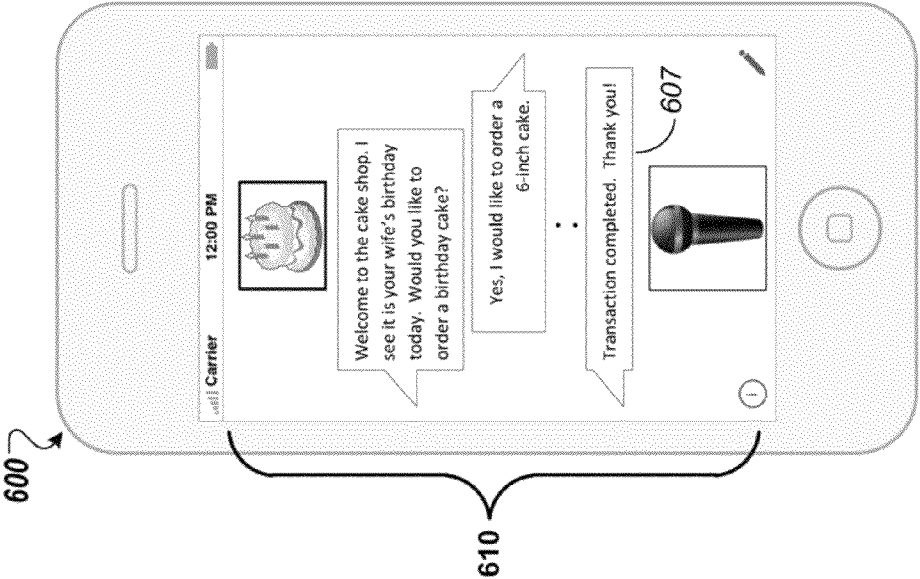 600
Carrier 12:00 PM
Welcome to the cake shop. I
see it is your wife's birthday
today. Would you like to
order a birthday cake?
Yes, I would like to order a
6-inch cake.
Transaction completed. Thank you!
607
i
610